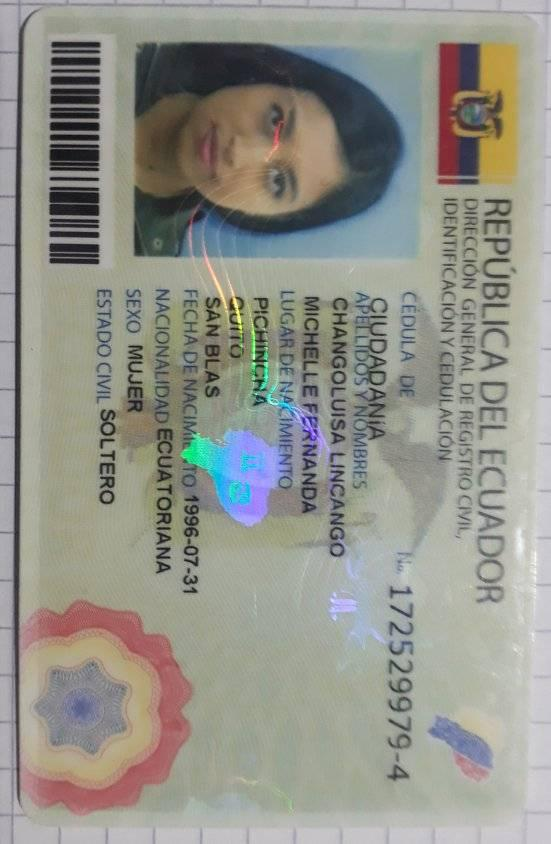 REPÚBLICA DEL ECUADOR
DIRECCIÓN GENERAL DE REGISTRO CIVIL,
IDENTIFICACIÓN Y CEDULACIÓN
CÉDULA DE
CIUDADANÍA
No. 172529979-4
APELLIDOS Y NOMBRES
CHANGOLUISA LINCANGO
MICHELLE FERNANDA
LUGAR DE NACIMIENTO
PICHINCHA
QUITO
SAN BLAS
FECHA DE NACIMIENTO 1996-07-31
NACIONALIDAD ECUATORIANA
SEXO MUJER
ESTADO CIVIL SOLTERO